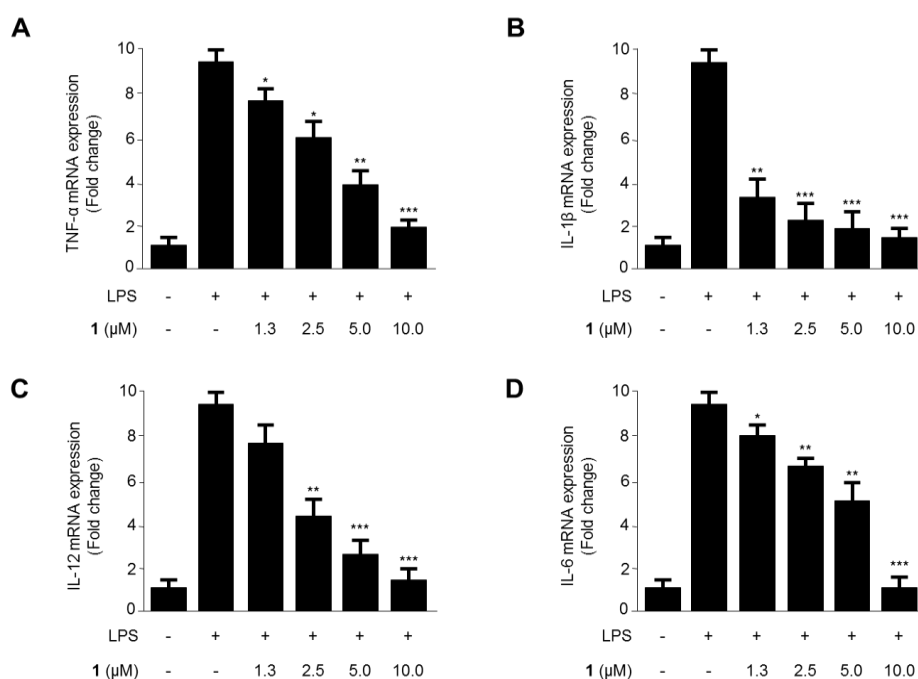 A
TNF-α mRNA expression
(Fold change)
10
8
6
4
2
0
*
*
**
***
LPS - + + + + +
1 (µM) - - 1.3 2.5 5.0 10.0
B
IL-1β mRNA expression
(Fold change)
10
8
6
4
2
0
**
***
***
***
LPS - + + + + +
1 (µM) - - 1.3 2.5 5.0 10.0
C
IL-12 mRNA expression
(Fold change)
10
8
6
4
2
0
**
***
***
LPS - + + + + +
1 (µM) - - 1.3 2.5 5.0 10.0
D
IL-6 mRNA expression
(Fold change)
10
8
6
4
2
0
*
**
**
***
LPS - + + + + +
1 (µM) - - 1.3 2.5 5.0 10.0